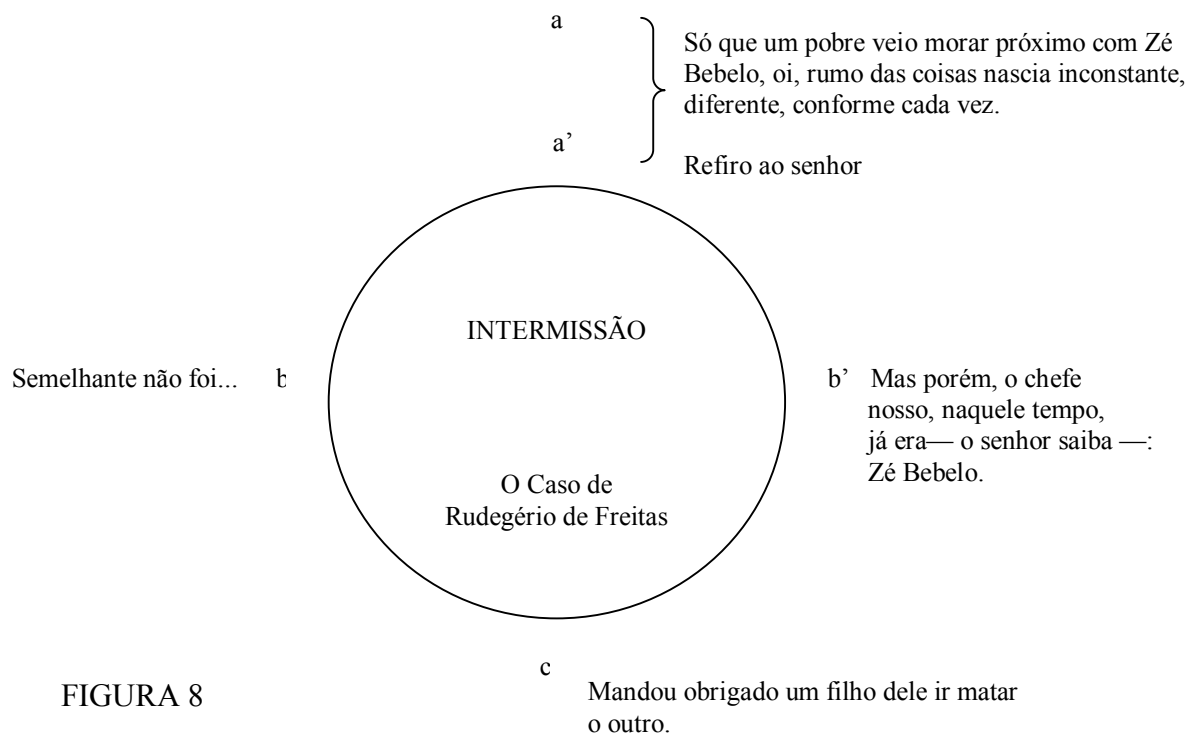 a
Só que um pobre veio morar próximo com Zé
Bebelo, oi, rumo das coisas nascia inconstante,
diferente, conforme cada vez.
a’
Refiro ao senhor
INTERMISSÃO
Semelhante não foi... b
b’ Mas porém, o chefe
nosso, naquele tempo,
já era— o senhor saiba —:
Zé Bebelo.
O Caso de
Rudegério de Freitas
c
FIGURA 8
Mandou obrigado um filho dele ir matar
o outro.